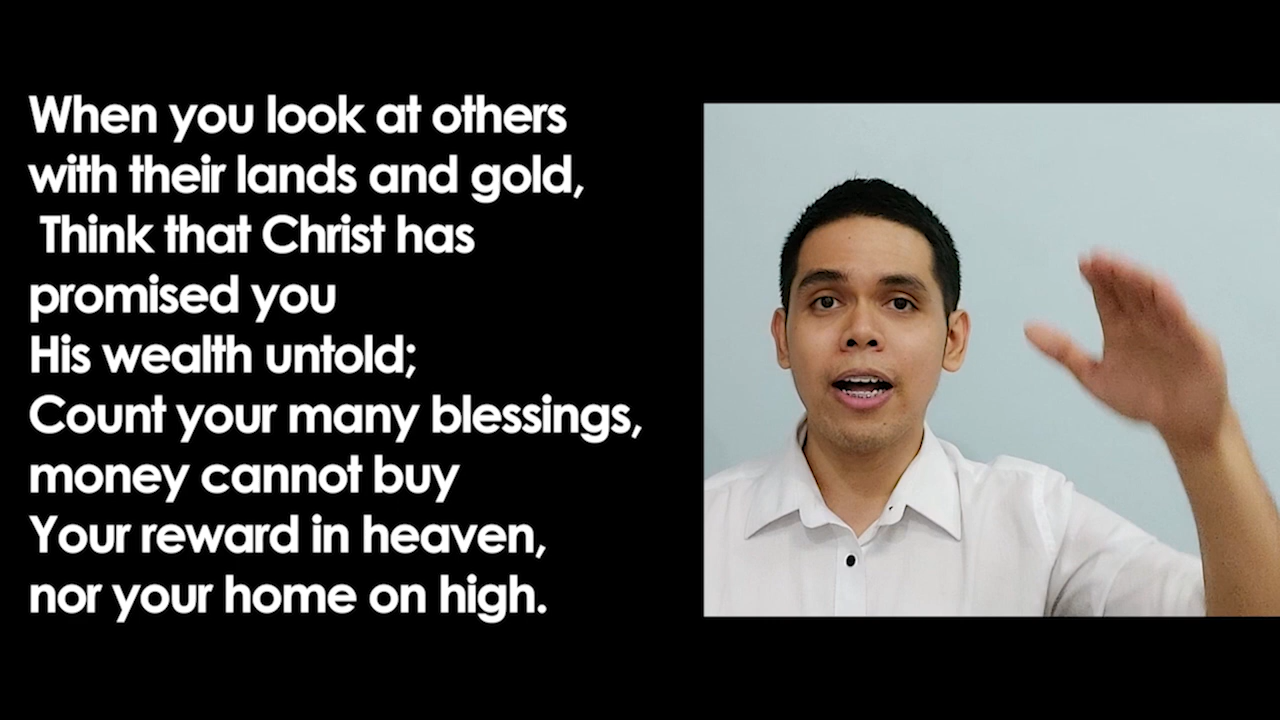 When you look at others
with their lands and gold,
Think that Christ has
promised you
His wealth untold;
Count your many blessings,
money cannot buy
Your reward in heaven,
nor your home on high.